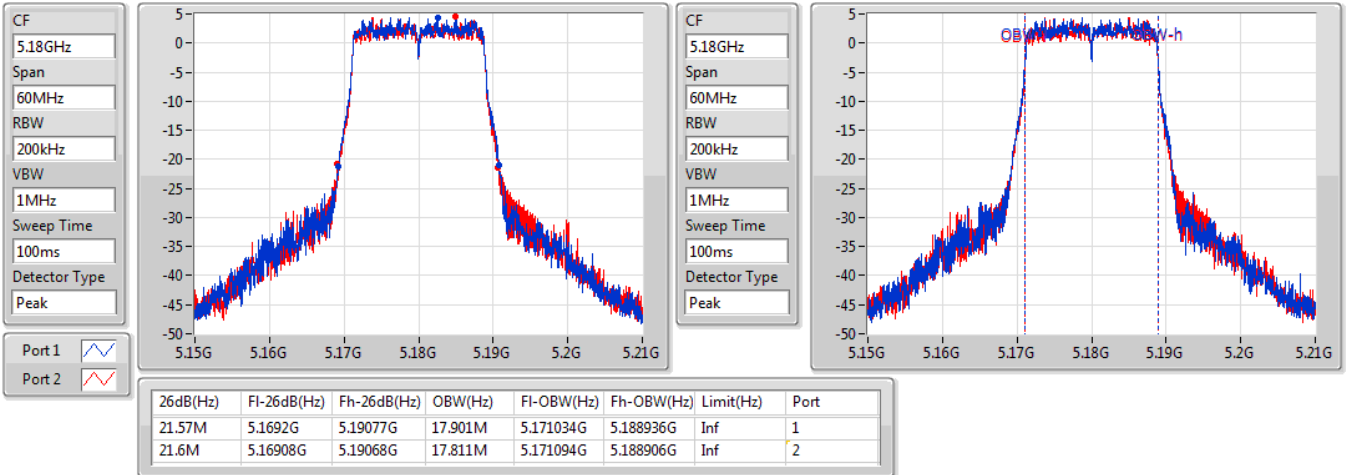 CF
5.18GHz
Span
60MHz
RBW
200kHz
VBW
1MHz
Sweep Time
100ms
Detector Type
Peak
Port 1
Port 2
5-
0-
-5-
-10-
-15-
-20-
-25-
-30-
-35-
-40-
-45-
-50-
5.15G 5.16G 5.17G 5.18G 5.19G 5.2G 5.21G
CF
5.18GHz
Span
60MHz
RBW
200kHz
VBW
1MHz
Sweep Time
100ms
Detector Type
Peak
5-
0-
-5-
-10-
-15-
-20-
-25-
-30-
-35-
-40-
-45-
-50-
5.15G 5.16G 5.17G 5.18G 5.19G 5.2G 5.21G
26dB(Hz) Fl-26dB(Hz) Fh-26dB(Hz) OBW(Hz) Fl-OBW(Hz) Fh-OBW(Hz) Limit(Hz) Port
21.57M 5.1692G 5.19077G 17.901M 5.171034G 5.188936G Inf 1
21.6M 5.16908G 5.19068G 17.811M 5.171094G 5.188906G Inf 2